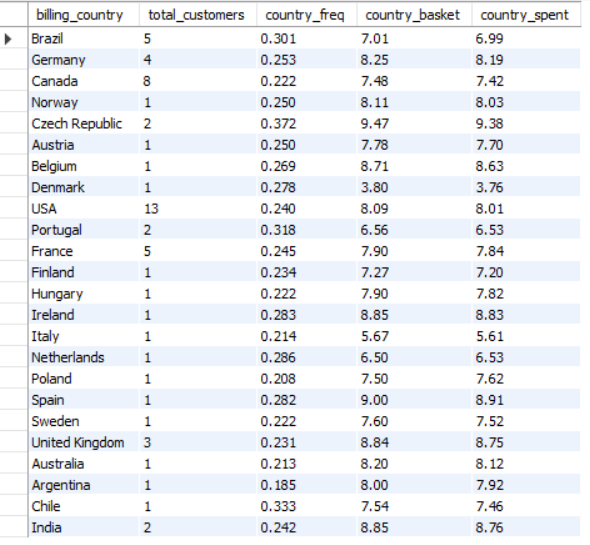 billing_country total_customers country_freq country_basket country_spent
Brazil 5 0.301 7.01 6.99
Germany 4 0.253 8.25 8.19
Canada 8 0.222 7.48 7.42
Norway 1 0.250 8.11 8.03
Czech Republic 2 0.372 9.47 9.38
Austria 1 0.250 7.78 7.70
Belgium 1 0.269 8.71 8.63
Denmark 1 0.278 3.80 3.76
USA 13 0.240 8.09 8.01
Portugal 2 0.318 6.56 6.53
France 5 0.245 7.90 7.84
Finland 1 0.234 7.27 7.20
Hungary 1 0.222 7.90 7.82
Ireland 1 0.283 8.85 8.83
Italy 1 0.214 5.67 5.61
Netherlands 1 0.286 6.50 6.53
Poland 1 0.208 7.50 7.62
Spain 1 0.282 9.00 8.91
Sweden 1 0.222 7.60 7.52
United Kingdom 3 0.231 8.84 8.75
Australia 1 0.213 8.20 8.12
Argentina 1 0.185 8.00 7.92
Chile 1 0.333 7.54 7.46
India 2 0.242 8.85 8.76